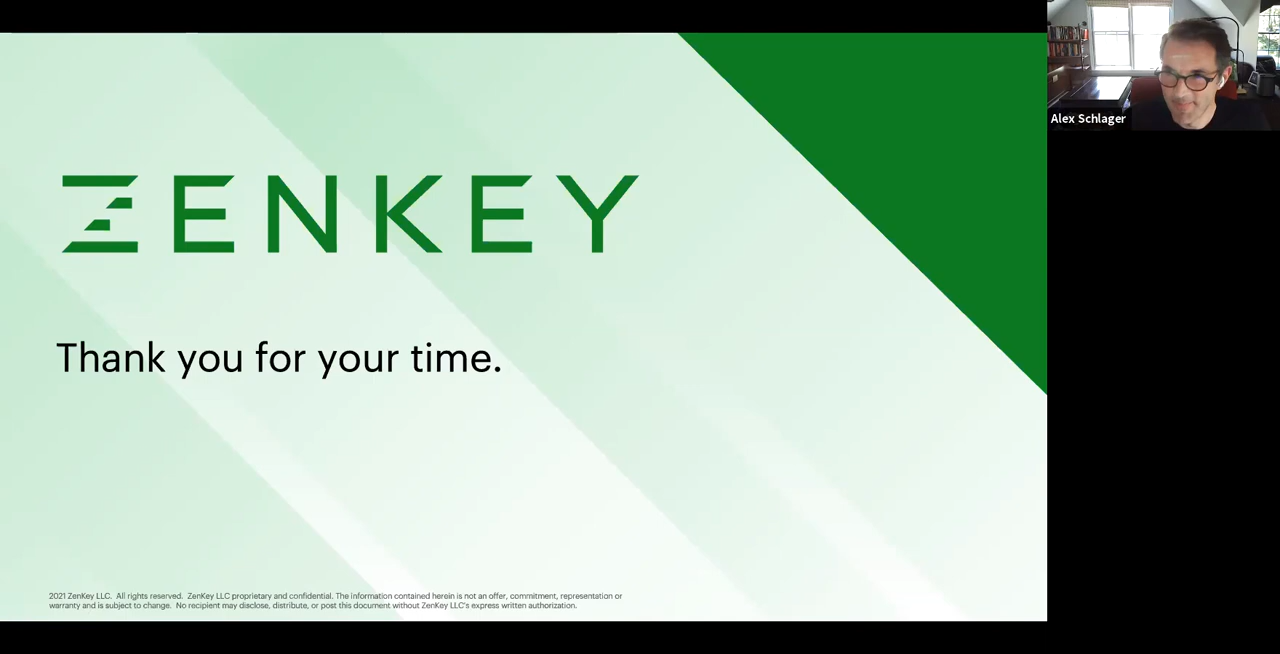 ZENKEY
Thank you for your time.
2021 ZenKey LLC. All rights reserved. ZenKey LLC proprietary and confidential. The information contained herein is not an offer, commitment, representation or
warranty and is subject to change. No recipient may disclose, distribute, or post this document without ZenKey LLC's express written authorization.
Alex Schlager